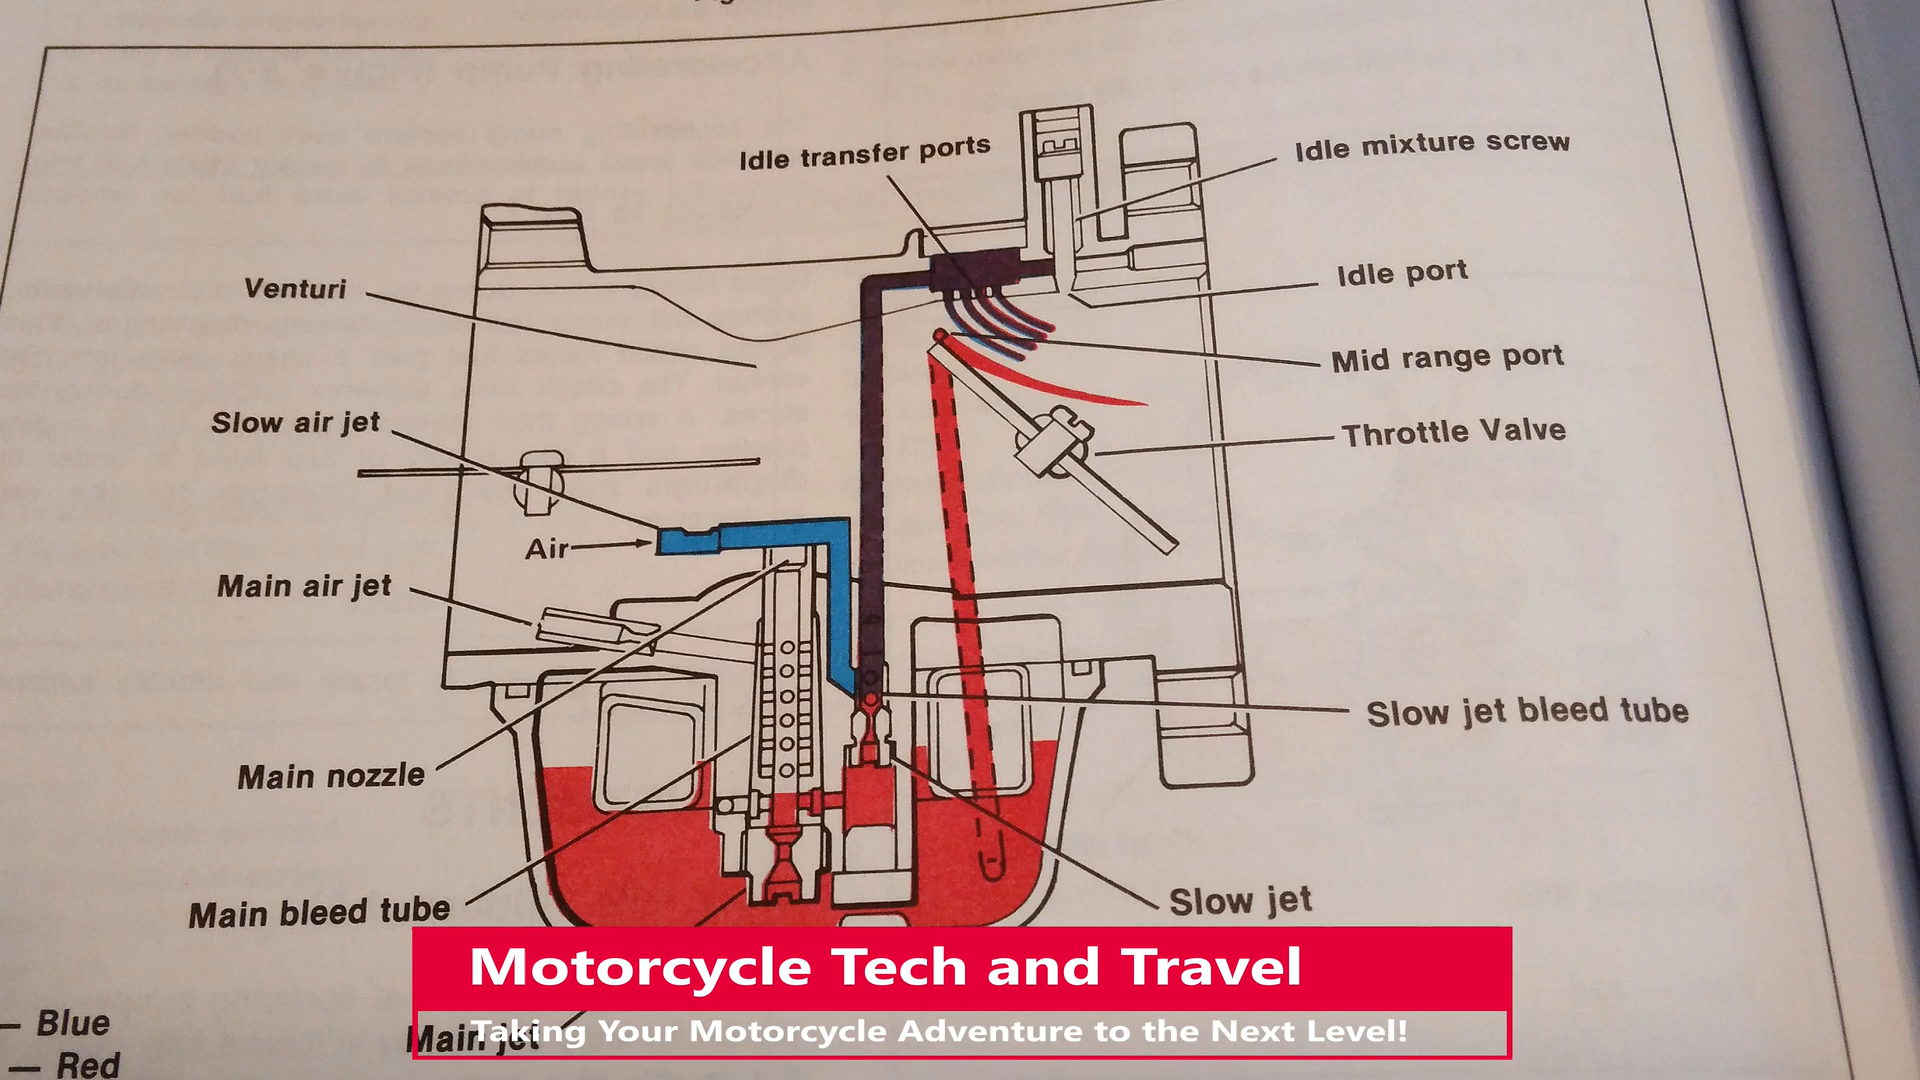 Idle transfer ports
Idle mixture screw
Venturi
Idle port
Mid range port
Slow air jet
Throttle Valve
Air
Main air jet
Slow jet bleed tube
Main nozzle
Main bleed tube
Slow jet
Motorcycle Tech and Travel
Taking Your Motorcycle Adventure to the Next Level!
Main jet
— Blue
— Red